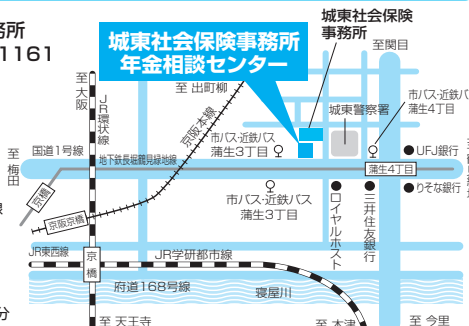 務所
1161
城東社会保険事務所
年金相談センター
城東社会保険
事務所
至 関目
至 大阪
JR環状線
至 出町柳
京阪本線
城東警察署
市バス・近鉄バス
蒲生4丁目
市バス・近鉄バス
蒲生3丁目
国道1号線
地下鉄長堀鶴見緑地線
至 梅田
京橋
蒲生4丁目
UFJ銀行
りそな銀行
市バス・近鉄バス
蒲生3丁目
ロイヤルホスト
三井住友銀行
線
京阪京橋
JR東西線
京橋
JR学研都市線
府道168号線
寝屋川
分
至 天王寺
至 木津
至 今里